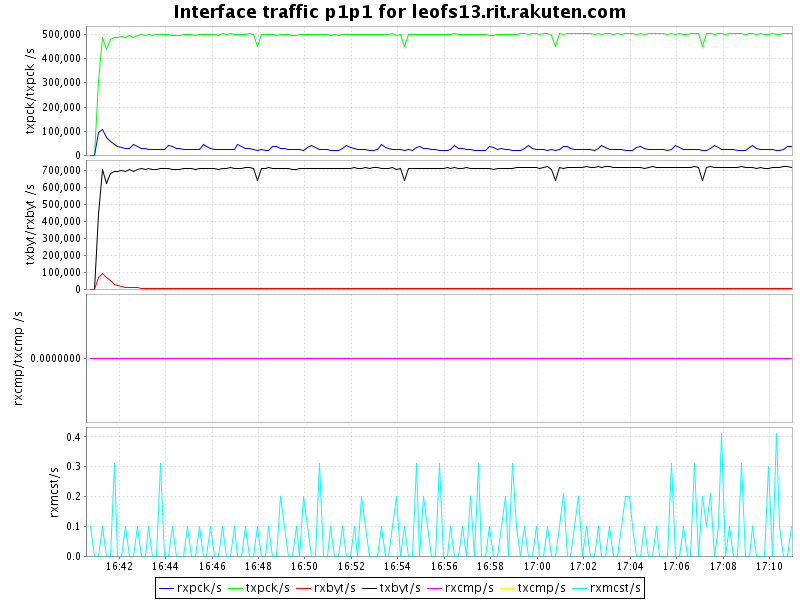 Interface traffic p1p1 for leofs13.rit.rakuten.com
txpck/txpck /s
500,000
400,000
300,000
200,000
100,000
0
txbyt/rxbyt /s
700,000
600,000
500,000
400,000
300,000
200,000
100,000
0
rxcmp/txcmp /s
0.0000000
rxmcst/s
0.4
0.3
0.2
0.1
0.0
16:42 16:44 16:46 16:48 16:50 16:52 16:54 16:56 16:58 17:00 17:02 17:04 17:06 17:08 17:10
rxpck/s txpck/s rxbyt/s txbyt/s rxcmp/s txcmp/s rxmcst/s